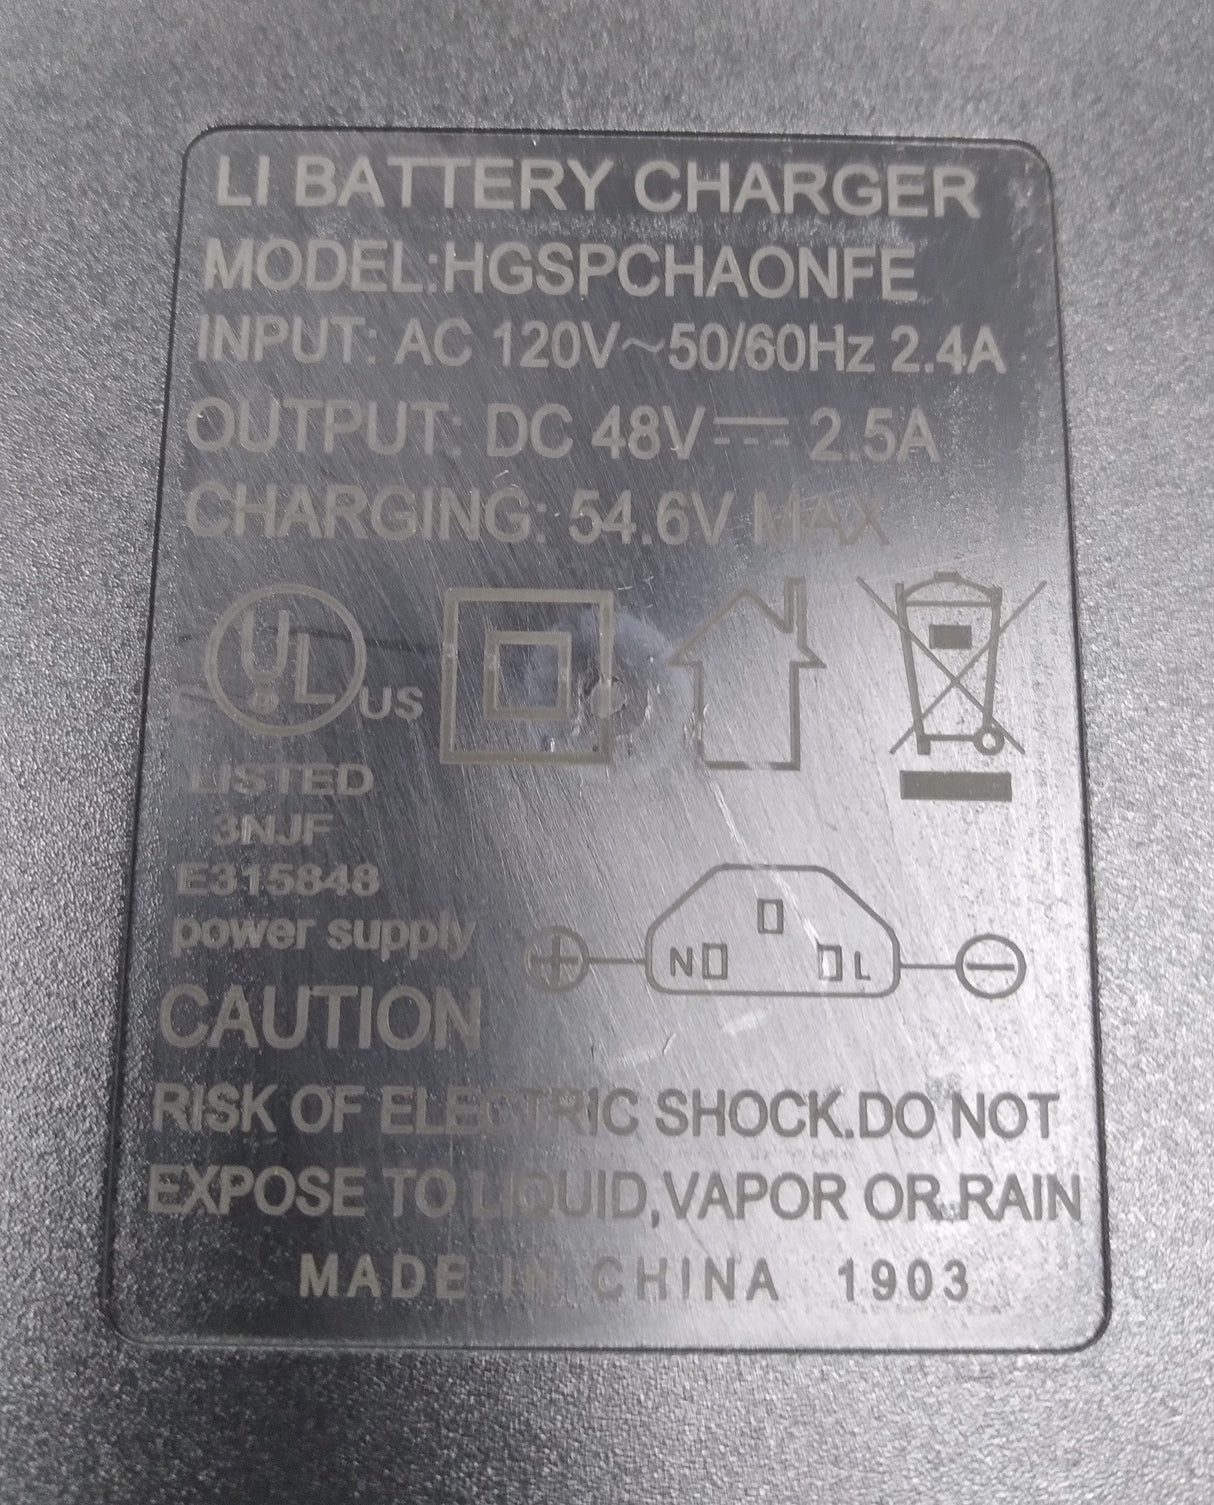 LI BATTERY CHARGER
MODEL:HGSPCHAONFE
INPUT: AC 120V~50/60Hz 2.4A
OUTPUT: DC 48V⎓ 2.5A
CHARGING: 54.6V MAX
UL US
LISTED
3NJF
E315848
power supply
+ N L −
CAUTION
RISK OF ELECTRIC SHOCK.DO NOT
EXPOSE TO LIQUID,VAPOR OR RAIN
MADE IN CHINA 1903